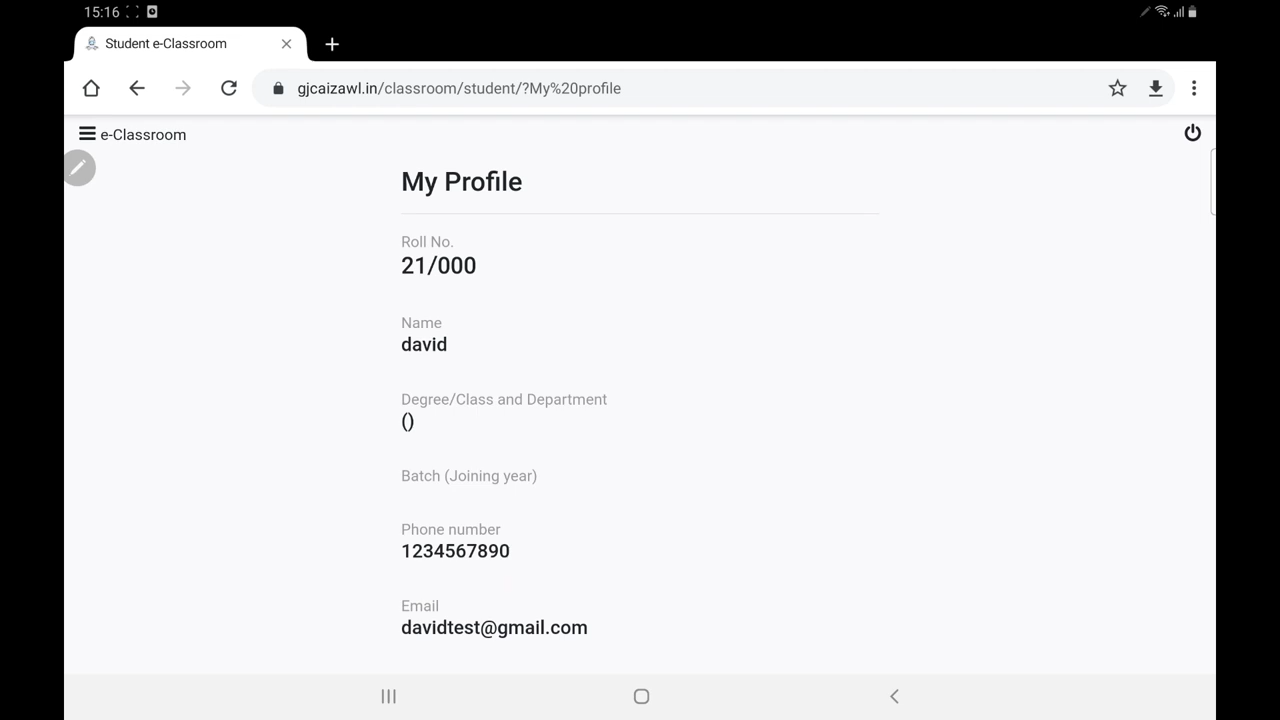 15:16
Student e-Classroom
gjcaizawl.in/classroom/student/?My%20profile
e-Classroom
My Profile
Roll No.
21/000
Name
david
Degree/Class and Department
()
Batch (Joining year)
Phone number
1234567890
Email
davidtest@gmail.com